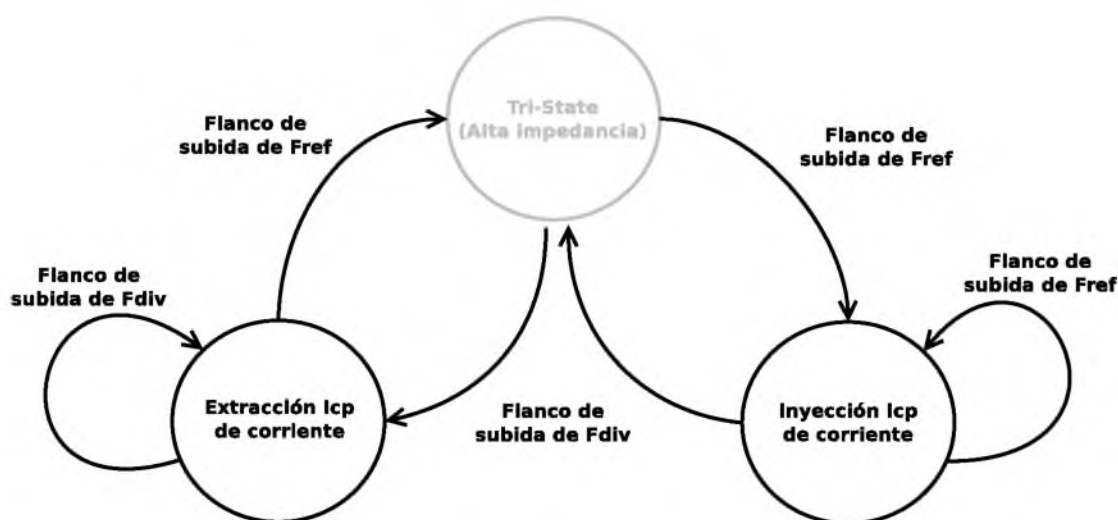 Tri-State
(Alta impedancia)
Flanco de
subida de Fref
Flanco de
subida de Fref
Flanco de
subida de Fdiv
Flanco de
subida de Fref
Extracción Icp
de corriente
Flanco de
subida de Fdiv
Inyección Icp
de corriente